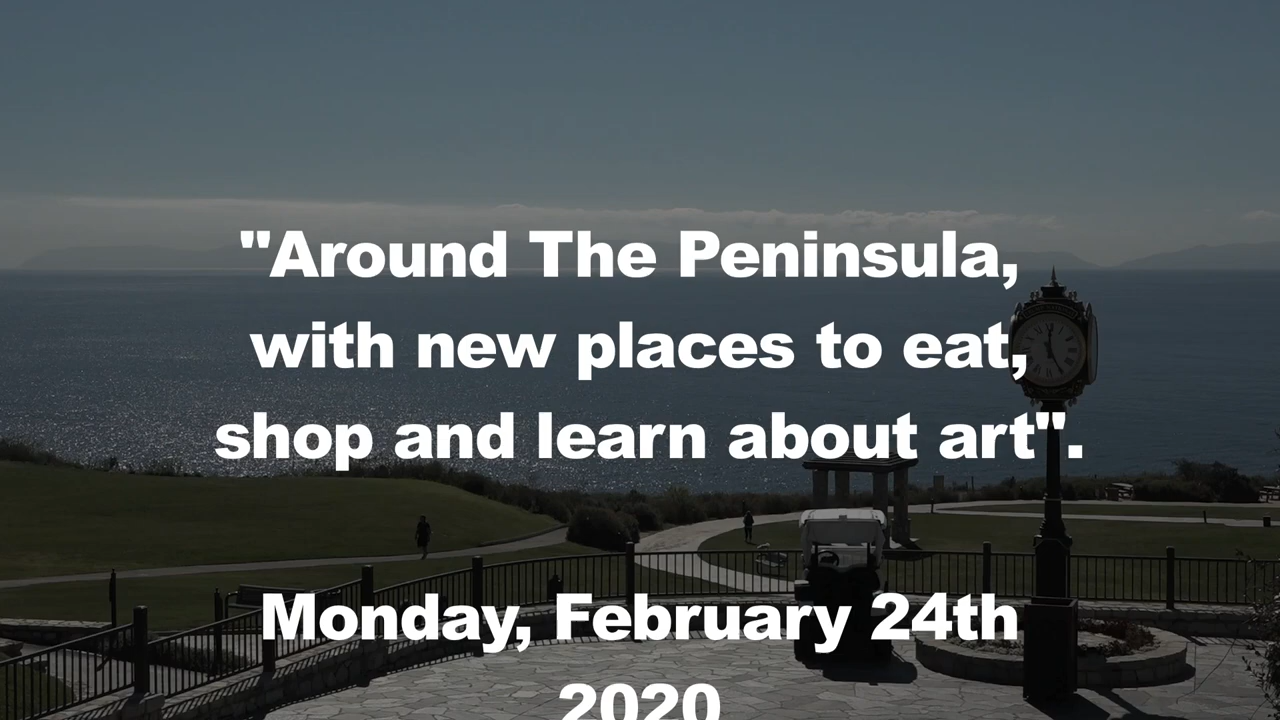 "Around The Peninsula,
with new places to eat,
shop and learn about art".
Monday, February 24th
2020